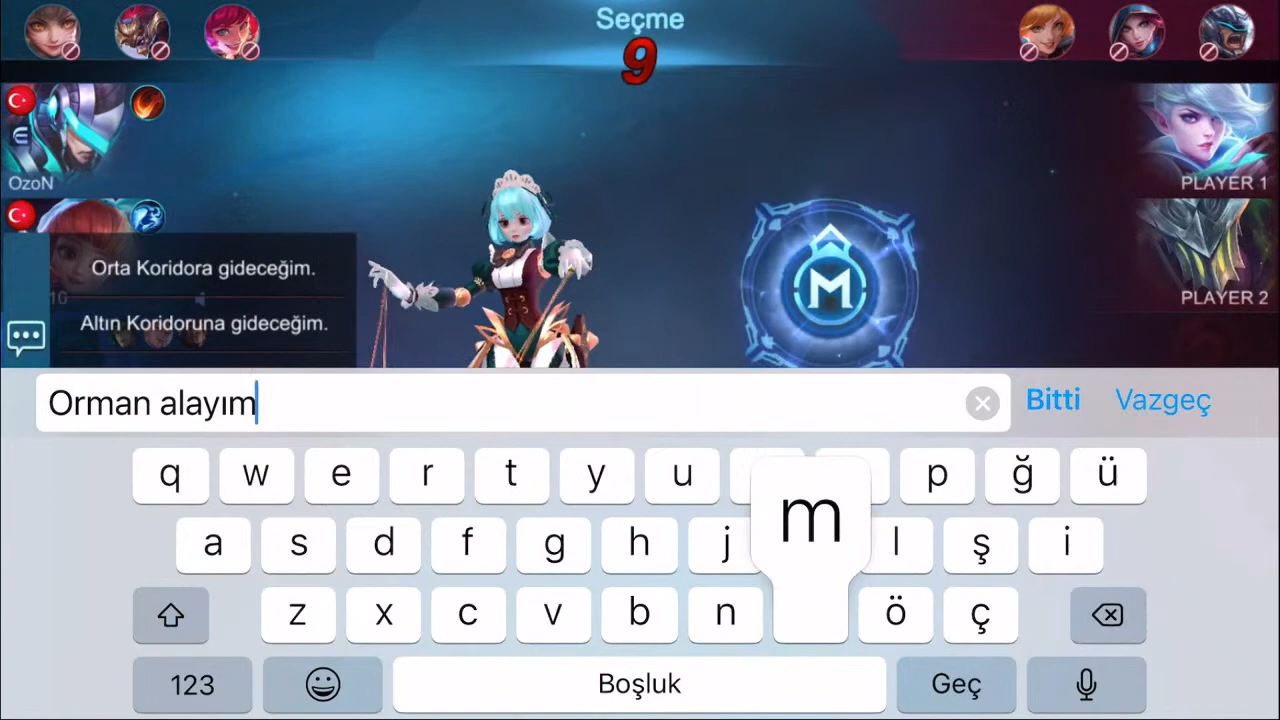 Seçme
9
OzoN
PLAYER 1
PLAYER 2
10
Orta Koridora gideceğim.
Altın Koridoruna gideceğim.
Orman alayım
Bitti
Vazgeç
q w e r t y u p ğ ü
a s d f g h j m l ş i
z x c v b n ö ç
123
Boşluk
Geç